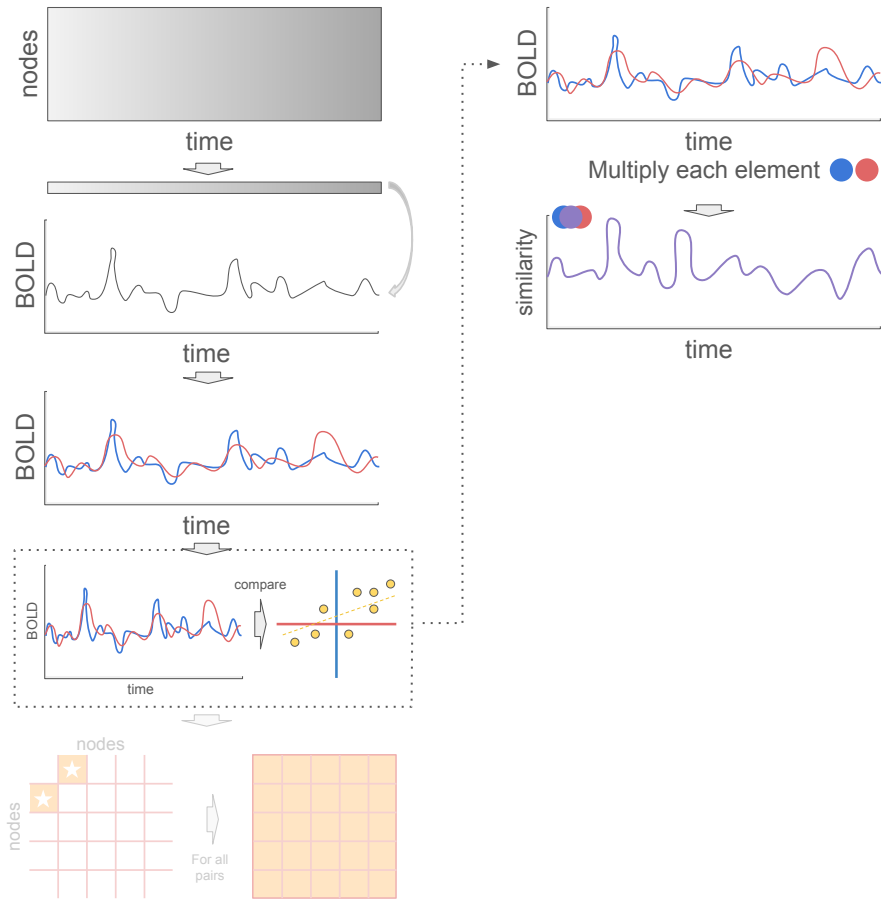 nodes
time
BOLD
time
BOLD
time
BOLD
time
compare
nodes
nodes
For all
pairs
BOLD
time
Multiply each element
similarity
time